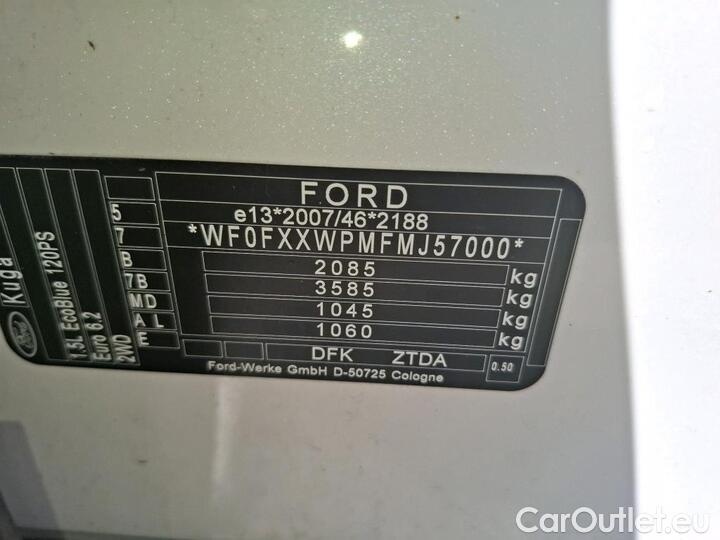 FORD
e13*2007/46*2188
*WF0FXXWPMFMJ57000*
2085 kg
3585 kg
1045 kg
1060 kg
DFK ZTDA
Ford-Werke GmbH D-50725 Cologne
0.50
5
7
B
7B
MD
A L
E
Kuga
1.5L EcoBlue 120PS
Euro 6.2
2WD
Ford
CarOutlet.eu